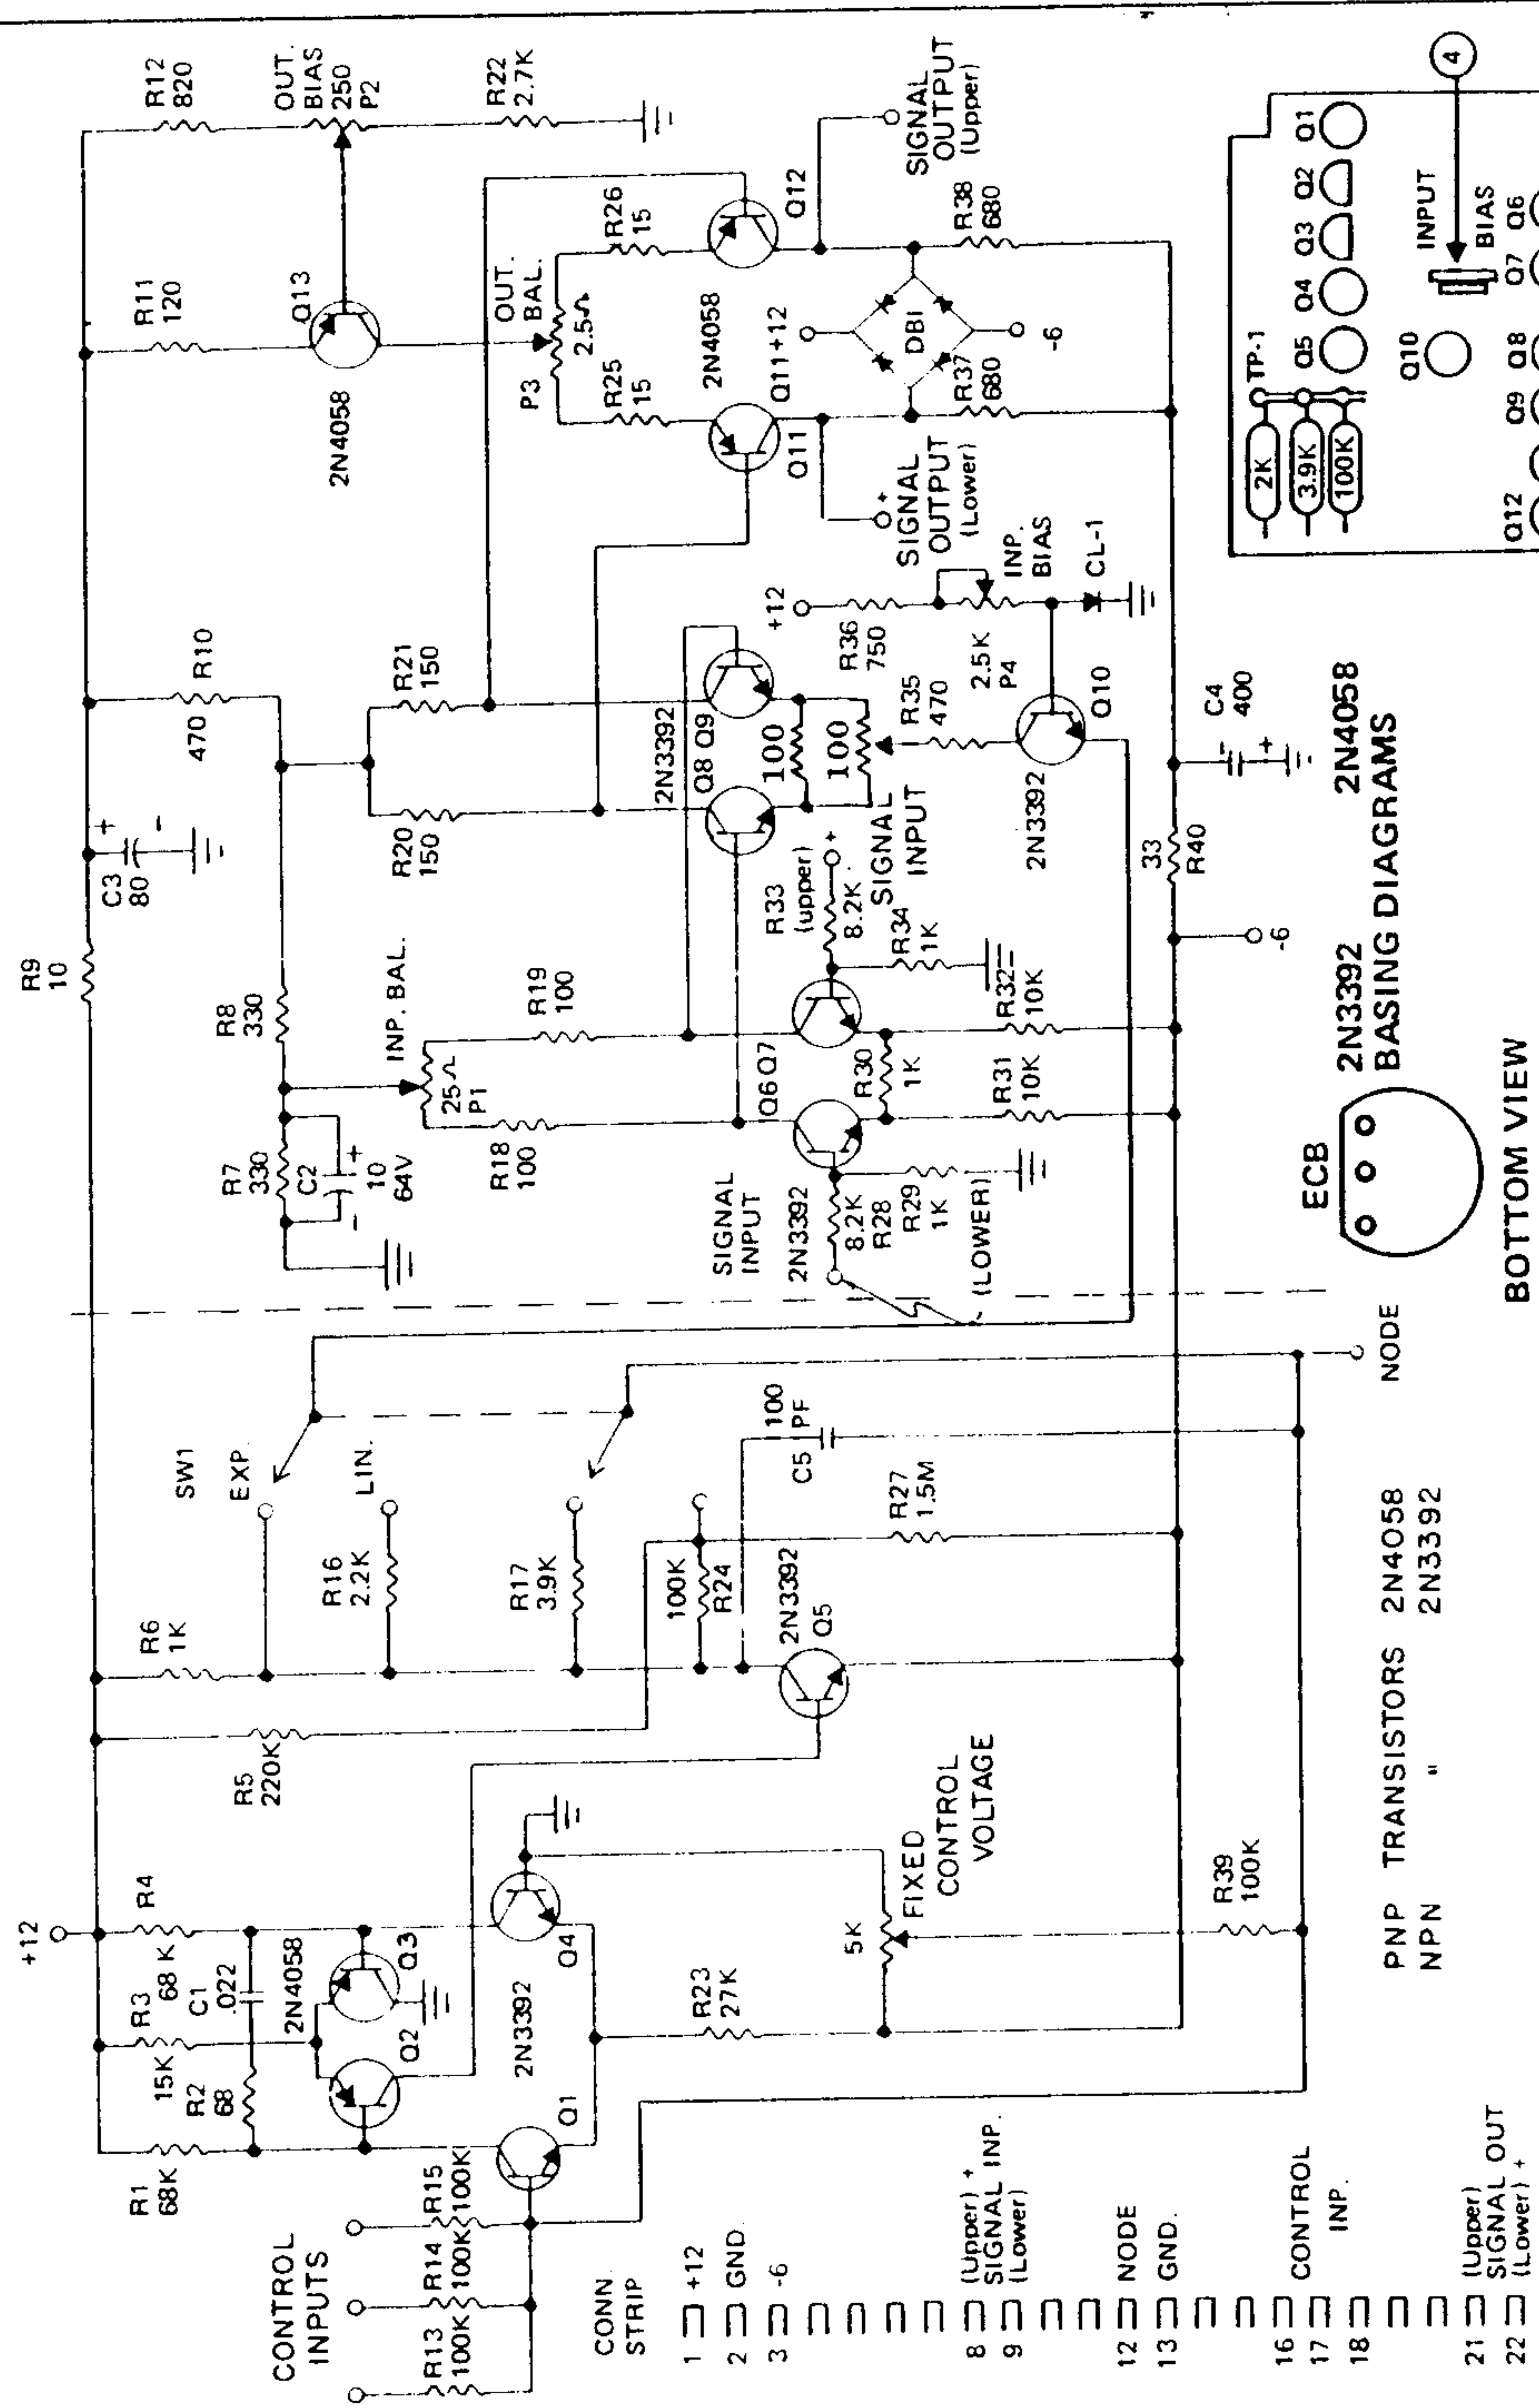 +12
R1
68K
R2
68
15K
R3
68 K
R4
C1
.022
2N4058
Q2
Q3
R5
220K
R6
1K
SW1
EXP.
LIN.
R16
2.2K
R17
3.9K
100K
R24
2N3392
Q5
C5
100
PF
R27
1.5M
CONTROL
INPUTS
R13
100K
R14
100K
R15
100K
Q1
2N3392
Q4
R23
27K
5K
FIXED
CONTROL
VOLTAGE
R39
100K
NODE
R9
10
C3
80
+
-
R7
330
C2
10
64V
+
-
R8
330
INP. BAL.
25Ω
P1
R18
100
R19
100
470
R10
R20
150
R21
150
2N3392
Q8 Q9
100
100
SIGNAL
INPUT
R33
(upper)
8.2K
+
R34
1K
Q6 Q7
R30
1K
R31
10K
R32
10K
SIGNAL
INPUT
2N3392
8.2K
R28
R29
1K
(LOWER)
R35
470
+12
R36
750
2.5K
P4
INP.
BIAS
CL-1
2N3392
Q10
33
R40
-6
C4
400
-
+
R11
120
R12
820
OUT.
BIAS
250
P2
R22
2.7K
Q13
2N4058
P3
OUT.
BAL.
2.5Ω
R25
15
R26
15
2N4058
Q11
Q11+12
Q12
DBI
-6
R37
680
R38
680
SIGNAL
OUTPUT
(Upper)
+
SIGNAL
OUTPUT
(Lower)
CONN.
STRIP
1 +12
2 GND
3 -6
8 (Upper) +
SIGNAL INP.
9 (Lower)
12 NODE
13 GND.
16
17
18
CONTROL
INP.
21 (Upper)
SIGNAL OUT
22 (Lower) +
PNP TRANSISTORS 2N4058
NPN " 2N3392
ECB
2N3392 2N4058
BASING DIAGRAMS
BOTTOM VIEW
2K
3.9K
100K
TP-1
Q5 Q4 Q3 Q2 Q1
Q10
INPUT
BIAS
4
Q12 Q9 Q8 Q7 Q6